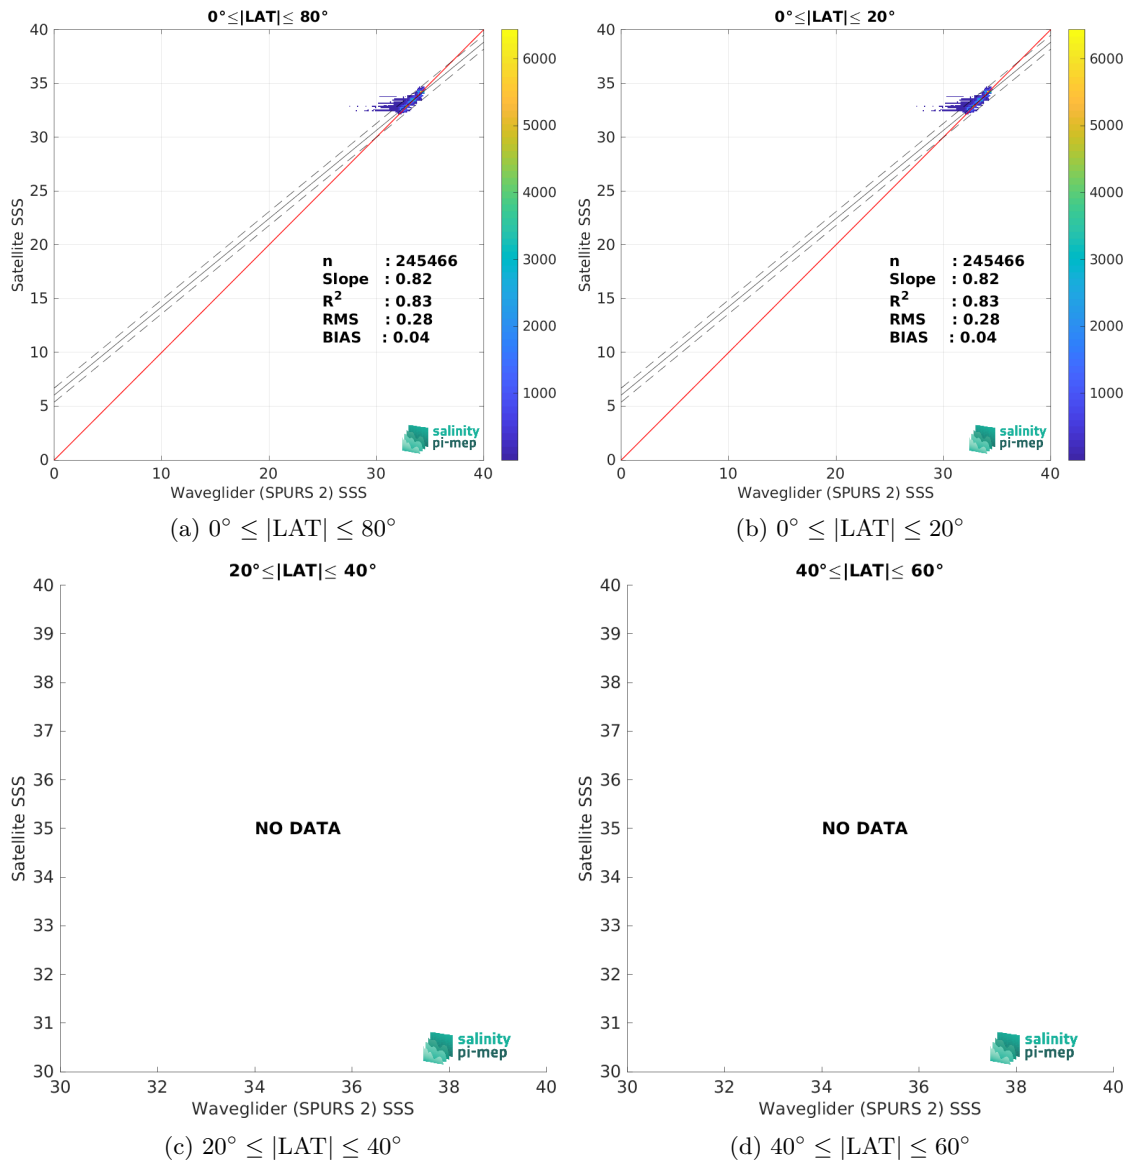 0°≤|LAT|≤ 80°
40
35
30
25
20
15
10
5
0
0
10
20
30
40
Satellite SSS
Waveglider (SPURS 2) SSS
n : 245466
Slope : 0.82
R² : 0.83
RMS : 0.28
BIAS : 0.04
salinity
pi-mep
6000
5000
4000
3000
2000
1000
(a) 0° ≤ |LAT| ≤ 80°
0°≤|LAT|≤ 20°
40
35
30
25
20
15
10
5
0
0
10
20
30
40
Satellite SSS
Waveglider (SPURS 2) SSS
n : 245466
Slope : 0.82
R² : 0.83
RMS : 0.28
BIAS : 0.04
salinity
pi-mep
6000
5000
4000
3000
2000
1000
(b) 0° ≤ |LAT| ≤ 20°
20°≤|LAT|≤ 40°
40
39
38
37
36
35
34
33
32
31
30
30
32
34
36
38
40
Satellite SSS
NO DATA
salinity
pi-mep
Waveglider (SPURS 2) SSS
(c) 20° ≤ |LAT| ≤ 40°
40°≤|LAT|≤ 60°
40
39
38
37
36
35
34
33
32
31
30
30
32
34
36
38
40
Satellite SSS
NO DATA
salinity
pi-mep
Waveglider (SPURS 2) SSS
(d) 40° ≤ |LAT| ≤ 60°